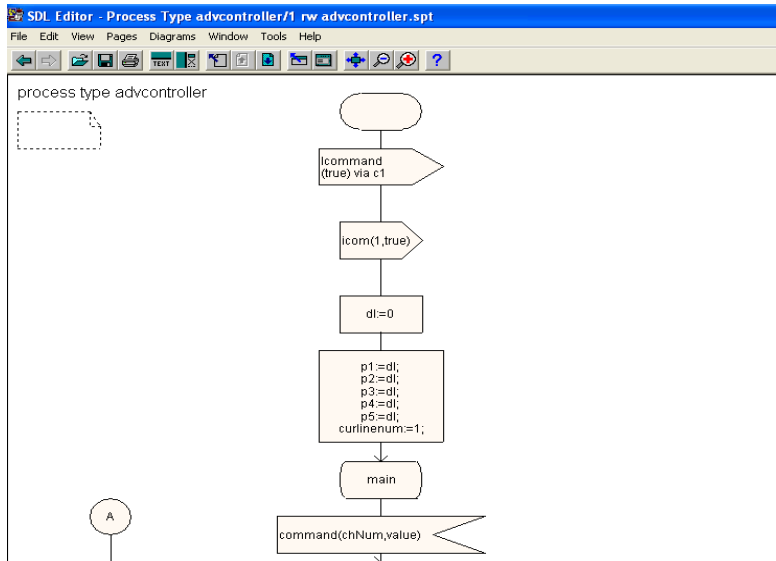 SDL Editor - Process Type advcontroller/1 rw advcontroller.spt
File Edit View Pages Diagrams Window Tools Help
TEXT
?
process type advcontroller
lcommand
(true) via c1
icom(1,true)
dl:=0
p1:=dl;
p2:=dl;
p3:=dl;
p4:=dl;
p5:=dl;
curlinenum:=1;
main
A
command(chNum,value)